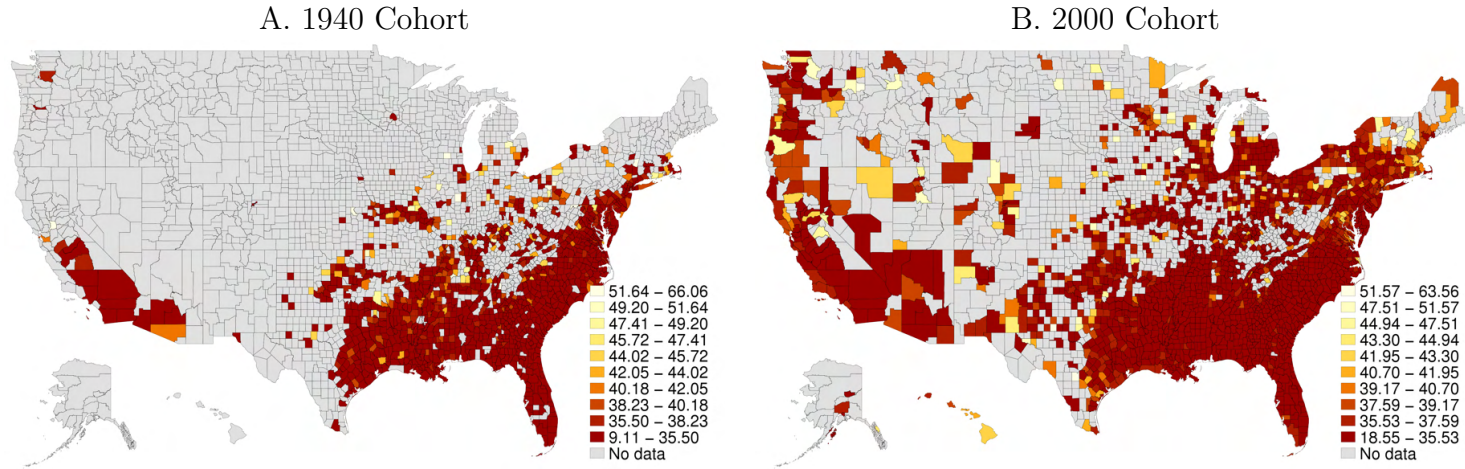 A. 1940 Cohort
B. 2000 Cohort
51.64 – 66.06
49.20 – 51.64
47.41 – 49.20
45.72 – 47.41
44.02 – 45.72
42.05 – 44.02
40.18 – 42.05
38.23 – 40.18
35.50 – 38.23
9.11 – 35.50
No data
51.57 – 63.56
47.51 – 51.57
44.94 – 47.51
43.30 – 44.94
41.95 – 43.30
40.70 – 41.95
39.17 – 40.70
37.59 – 39.17
35.53 – 37.59
18.55 – 35.53
No data